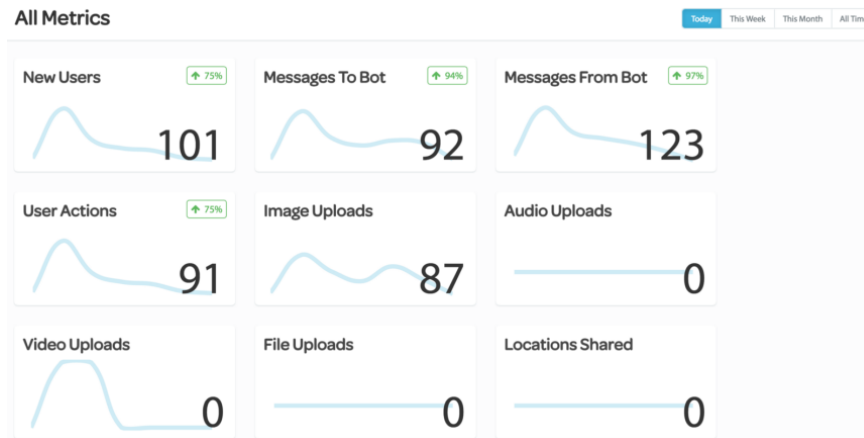 All Metrics
Today This Week This Month All Tim
New Users 75%
101
Messages To Bot 94%
92
Messages From Bot 97%
123
User Actions 75%
91
Image Uploads
87
Audio Uploads
0
Video Uploads
0
File Uploads
0
Locations Shared
0